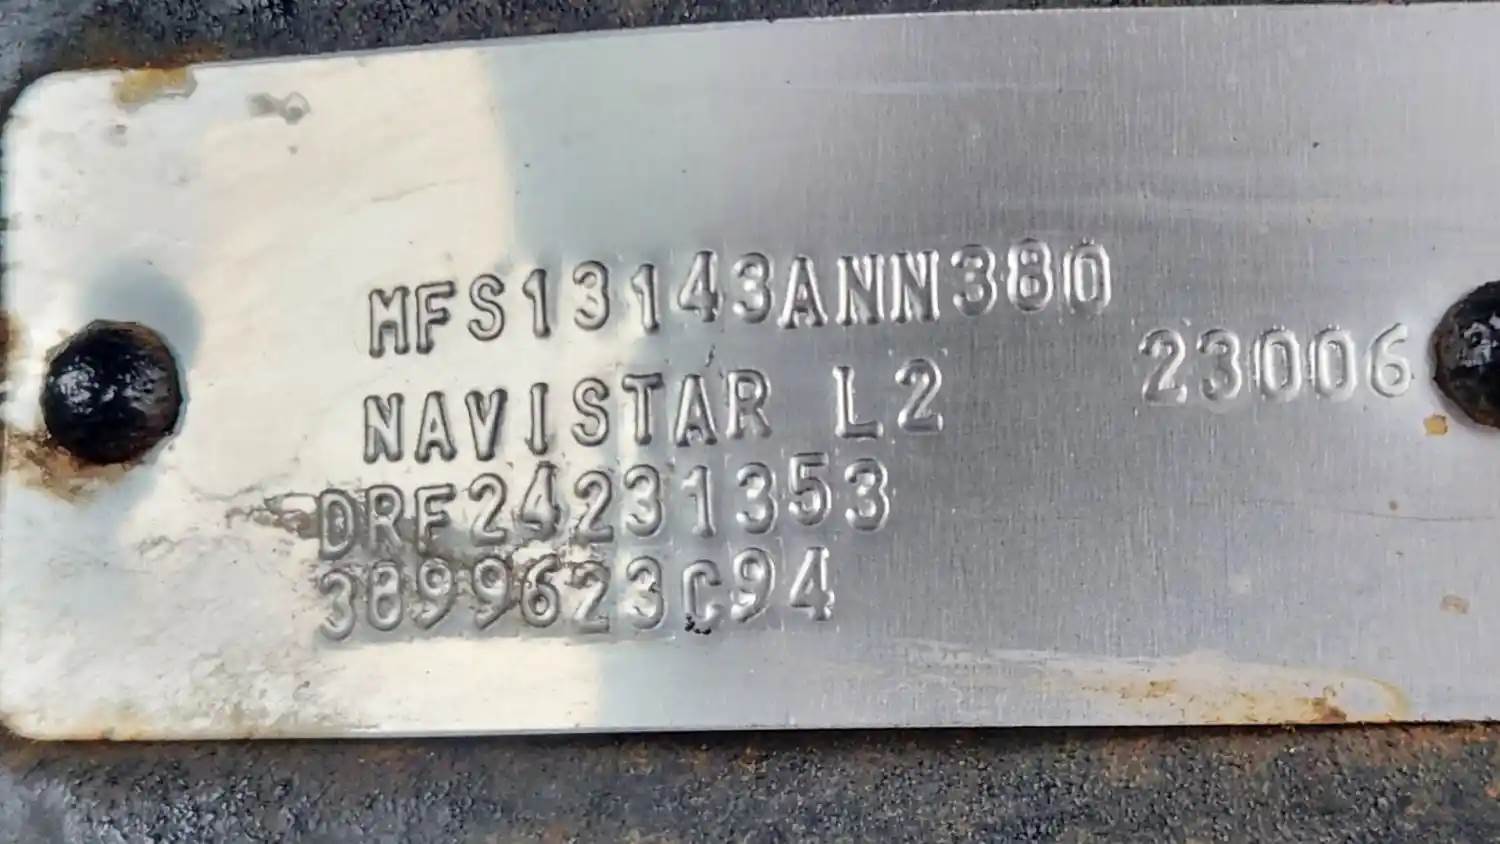 MFS13143ANN380
NAVISTAR L2 23006
DRF24231353
3899623C94